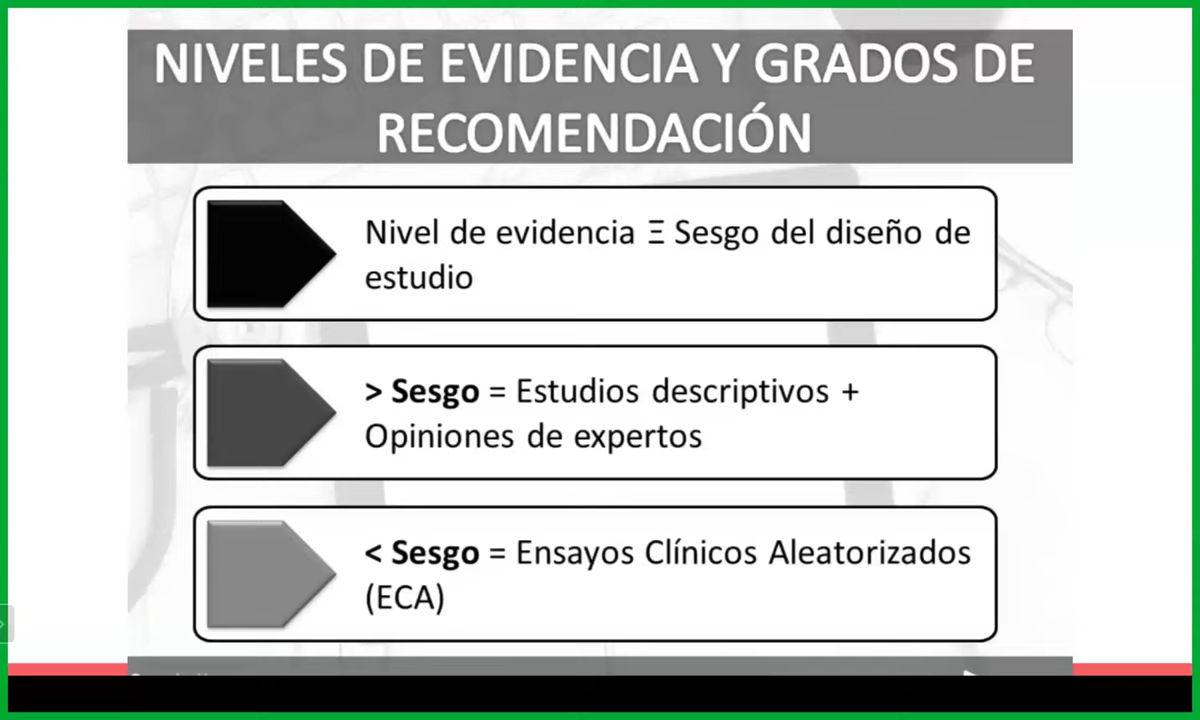 NIVELES DE EVIDENCIA Y GRADOS DE
RECOMENDACIÓN
Nivel de evidencia Ξ Sesgo del diseño de
estudio
> Sesgo = Estudios descriptivos +
Opiniones de expertos
< Sesgo = Ensayos Clínicos Aleatorizados
(ECA)